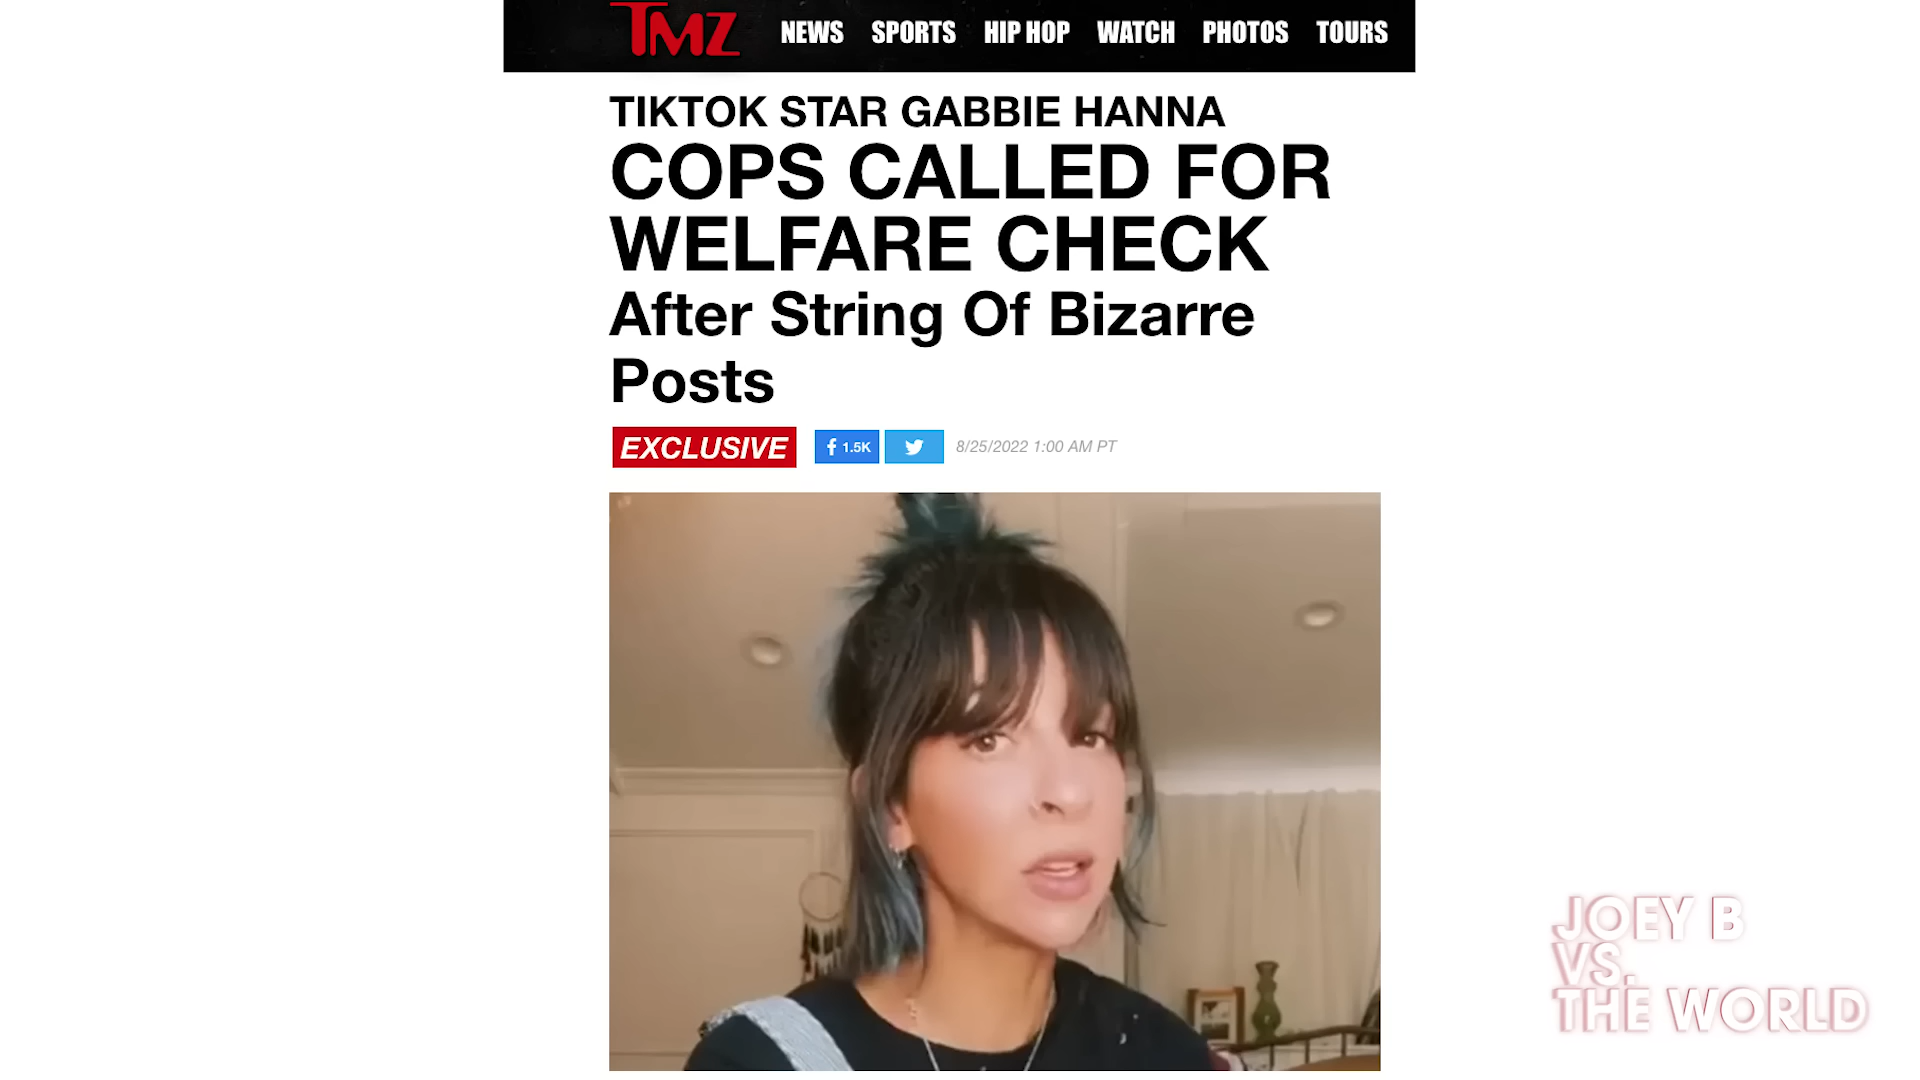 TMZ NEWS SPORTS HIP HOP WATCH PHOTOS TOURS
TIKTOK STAR GABBIE HANNA
COPS CALLED FOR
WELFARE CHECK
After String Of Bizarre
Posts
EXCLUSIVE 1.5K 8/25/2022 1:00 AM PT
JOEY B
VS.
THE WORLD